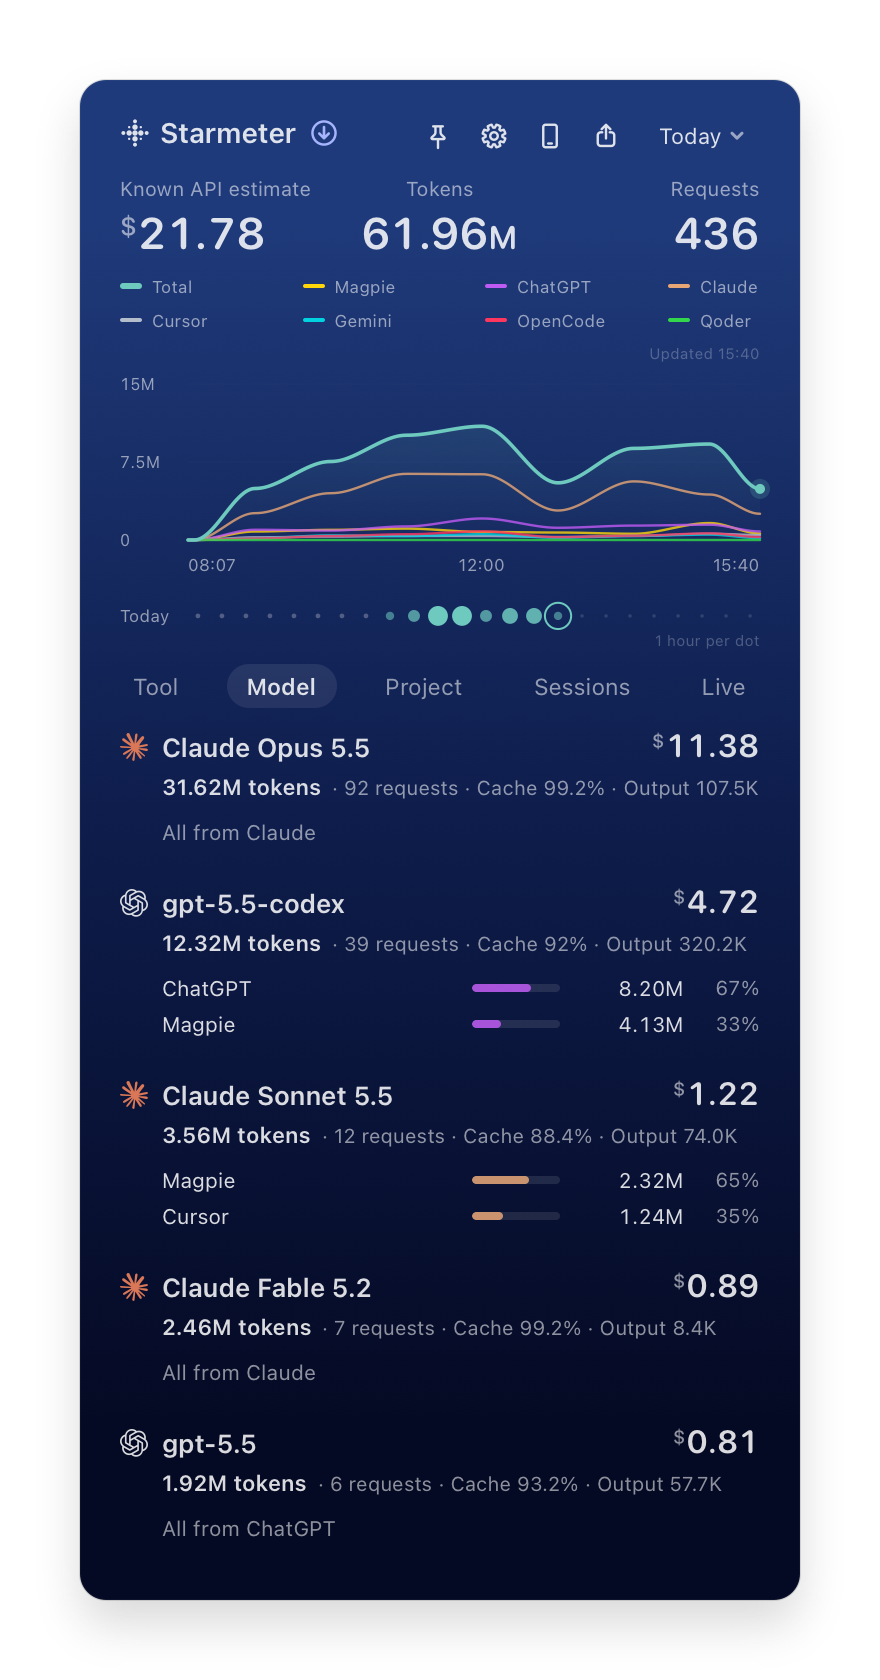 Starmeter Today
Known API estimate Tokens Requests
$21.78 61.96M 436
Total Magpie ChatGPT Claude
Cursor Gemini OpenCode Qoder
Updated 15:40
15M
7.5M
0
08:07 12:00 15:40
Today
1 hour per dot
Tool Model Project Sessions Live
Claude Opus 5.5 $11.38
31.62M tokens · 92 requests · Cache 99.2% · Output 107.5K
All from Claude
gpt-5.5-codex $4.72
12.32M tokens · 39 requests · Cache 92% · Output 320.2K
ChatGPT 8.20M 67%
Magpie 4.13M 33%
Claude Sonnet 5.5 $1.22
3.56M tokens · 12 requests · Cache 88.4% · Output 74.0K
Magpie 2.32M 65%
Cursor 1.24M 35%
Claude Fable 5.2 $0.89
2.46M tokens · 7 requests · Cache 99.2% · Output 8.4K
All from Claude
gpt-5.5 $0.81
1.92M tokens · 6 requests · Cache 93.2% · Output 57.7K
All from ChatGPT